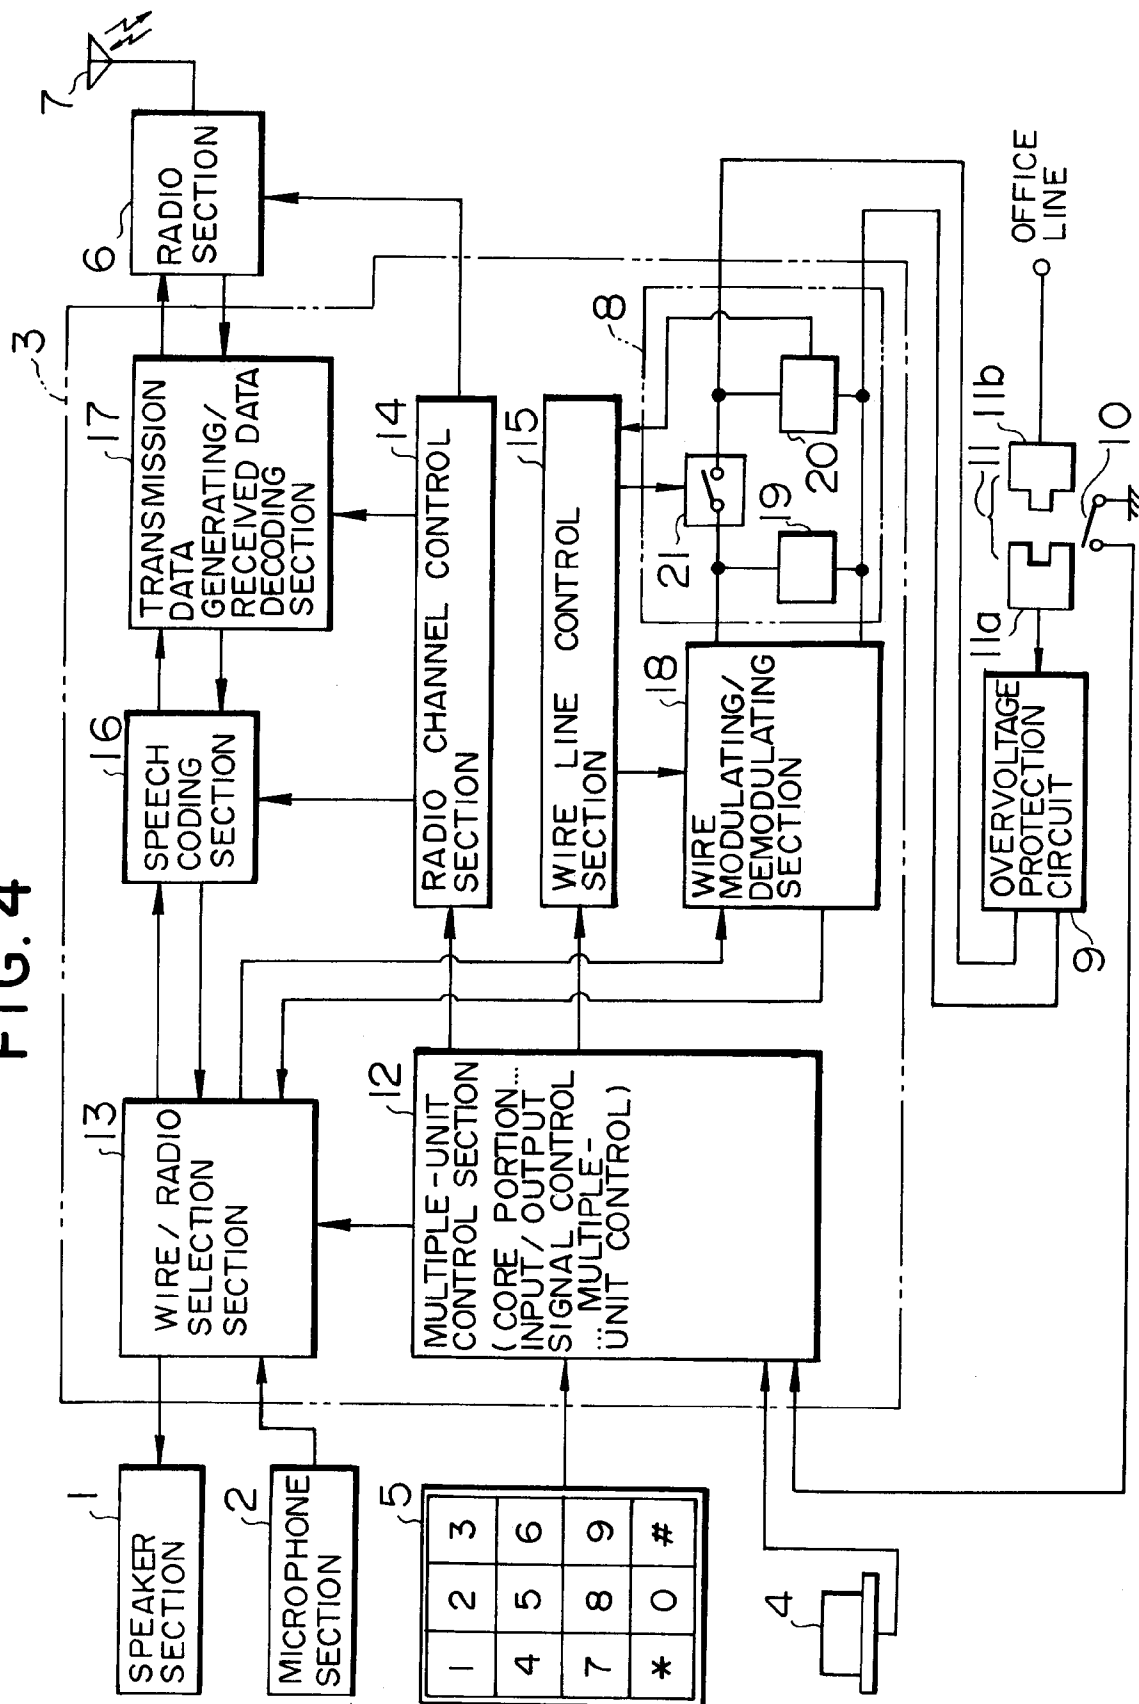 FIG. 4
3
1
SPEAKER
SECTION
2
MICROPHONE
SECTION
13
WIRE/RADIO
SELECTION
SECTION
16
SPEECH
CODING
SECTION
17
TRANSMISSION
DATA
GENERATING/
RECEIVED DATA
DECODING
SECTION
6
RADIO
SECTION
7
5
1 2 3
4 5 6
7 8 9
* 0 #
4
12
MULTIPLE-UNIT
CONTROL SECTION
(CORE PORTION...
INPUT/OUTPUT
SIGNAL CONTROL
MULTIPLE-
...UNIT CONTROL)
14
RADIO CHANNEL CONTROL
SECTION
15
WIRE LINE CONTROL
SECTION
18
WIRE
MODULATING/
DEMODULATING
SECTION
8
21
19
20
9
OVERVOLTAGE
PROTECTION
CIRCUIT
11
11a
11b
10
OFFICE
LINE